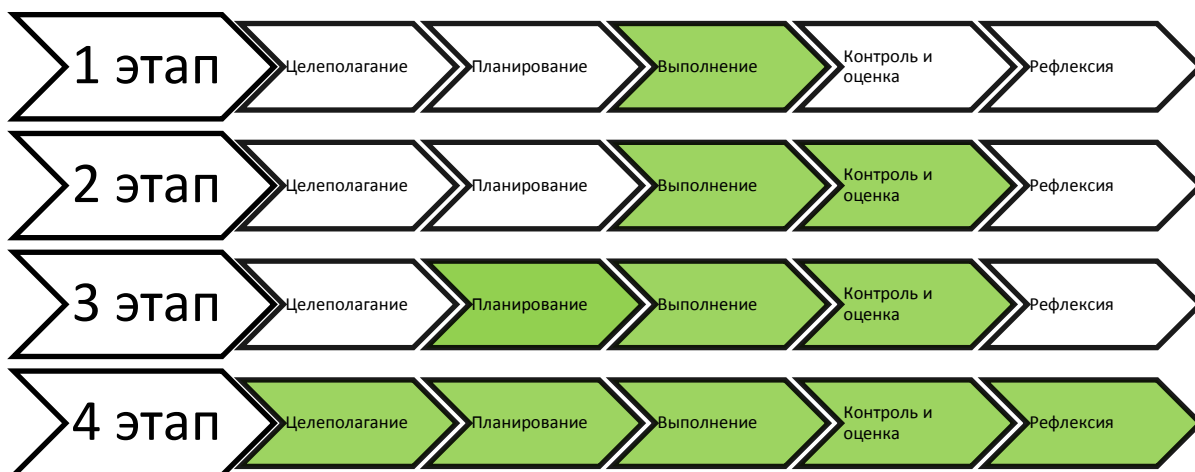 1 этап
Целеполагание
Планирование
Выполнение
Контроль и
оценка
Рефлексия
2 этап
Целеполагание
Планирование
Выполнение
Контроль и
оценка
Рефлексия
3 этап
Целеполагание
Планирование
Выполнение
Контроль и
оценка
Рефлексия
4 этап
Целеполагание
Планирование
Выполнение
Контроль и
оценка
Рефлексия